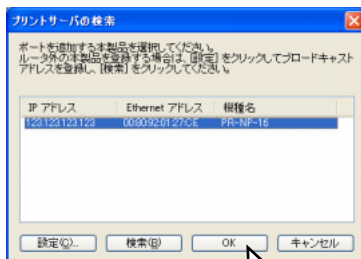 プリントサーバの検索
ポートを追加する本製品を選択してください。
ルータ外の本製品を登録する場合は、[設定]をクリックしてブロードキャスト
アドレスを登録し、[検索]をクリックしてください。
IP アドレス Ethernet アドレス 機種名
123.123.123.123 00:80:92:01:27:CE PR-NP-16
設定(C)... 検索(B) OK キャンセル